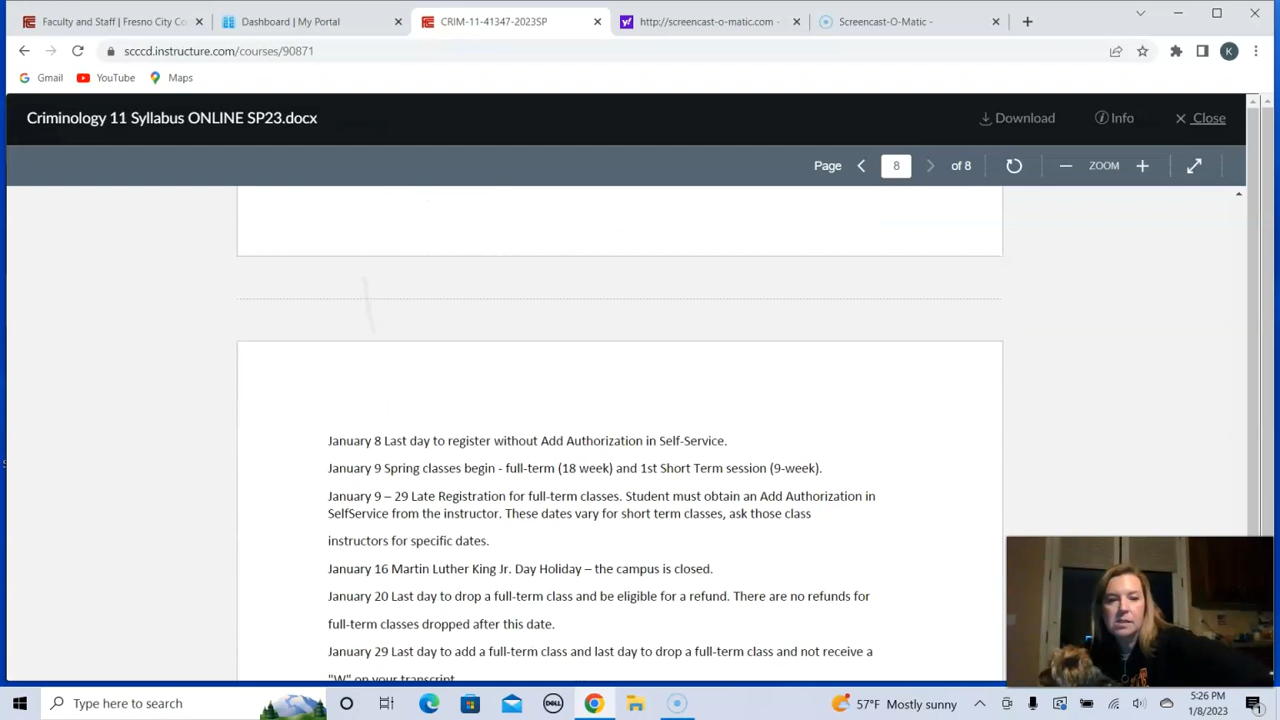 Faculty and Staff | Fresno City Co
Dashboard | My Portal
CRIM-11-41347-2023SP
http://screencast-o-matic.com -
Screencast-O-Matic -
scccd.instructure.com/courses/90871
K
Gmail
YouTube
Maps
Criminology 11 Syllabus ONLINE SP23.docx
Download
Info
Close
Page
8
of 8
ZOOM
January 8 Last day to register without Add Authorization in Self-Service.
January 9 Spring classes begin - full-term (18 week) and 1st Short Term session (9-week).
January 9 – 29 Late Registration for full-term classes. Student must obtain an Add Authorization in
SelfService from the instructor. These dates vary for short term classes, ask those class
instructors for specific dates.
January 16 Martin Luther King Jr. Day Holiday – the campus is closed.
January 20 Last day to drop a full-term class and be eligible for a refund. There are no refunds for
full-term classes dropped after this date.
January 29 Last day to add a full-term class and last day to drop a full-term class and not receive a
"W" on your transcript
Type here to search
DELL
57°F Mostly sunny
5:26 PM
1/8/2023
1